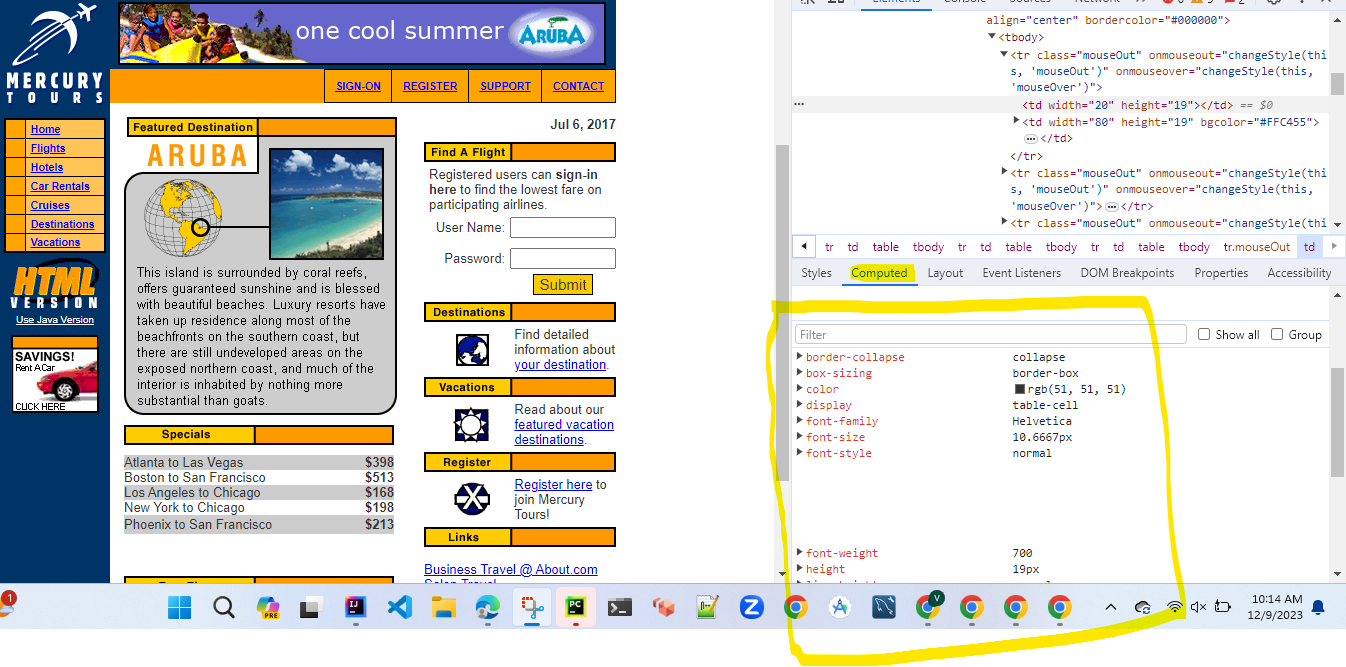 one cool summer
ARUBA
MERCURY
TOURS
SIGN-ON
REGISTER
SUPPORT
CONTACT
Home
Flights
Hotels
Car Rentals
Cruises
Destinations
Vacations
HTML
VERSION
Use Java Version
SAVINGS!
Rent A Car
CLICK HERE
Featured Destination
ARUBA
This island is surrounded by coral reefs,
offers guaranteed sunshine and is blessed
with beautiful beaches. Luxury resorts have
taken up residence along most of the
beachfronts on the southern coast, but
there are still undeveloped areas on the
exposed northern coast, and much of the
interior is inhabited by nothing more
substantial than goats.
Specials
Atlanta to Las Vegas $398
Boston to San Francisco $513
Los Angeles to Chicago $168
New York to Chicago $198
Phoenix to San Francisco $213
Jul 6, 2017
Find A Flight
Registered users can sign-in
here to find the lowest fare on
participating airlines.
User Name:
Password:
Submit
Destinations
Find detailed
information about
your destination.
Vacations
Read about our
featured vacation
destinations.
Register
Register here to
join Mercury
Tours!
Links
Business Travel @ About.com
Salon Travel
Elements Console Sources Network
align="center" bordercolor="#000000">
<tbody>
<tr class="mouseOut" onmouseout="changeStyle(thi
s, 'mouseOut')" onmouseover="changeStyle(this,
'mouseOver')">
<td width="20" height="19"></td> == $0
<td width="80" height="19" bgcolor="#FFC455">
… </td>
</tr>
<tr class="mouseOut" onmouseout="changeStyle(thi
s, 'mouseOut')" onmouseover="changeStyle(this,
'mouseOver')"> … </tr>
<tr class="mouseOut" onmouseout="changeStyle(thi
tr td table tbody tr td table tbody tr td table tbody tr.mouseOut td
Styles Computed Layout Event Listeners DOM Breakpoints Properties Accessibility
Filter
Show all
Group
border-collapse collapse
box-sizing border-box
color rgb(51, 51, 51)
display table-cell
font-family Helvetica
font-size 10.6667px
font-style normal
font-weight 700
height 19px
1
PRE
IJ
PC
Z
V
10:14 AM
12/9/2023